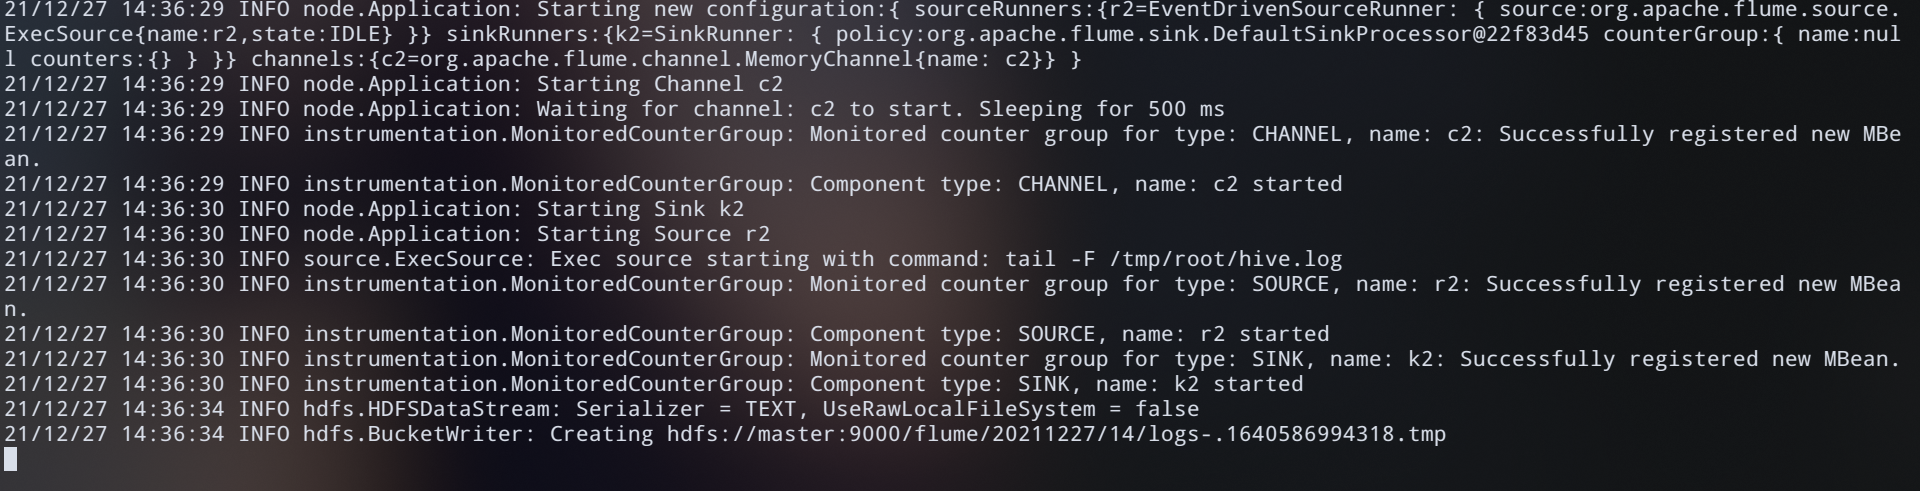 21/12/27 14:36:29 INFO node.Application: Starting new configuration:{ sourceRunners:{r2=EventDrivenSourceRunner: { source:org.apache.flume.source.
ExecSource{name:r2,state:IDLE} }} sinkRunners:{k2=SinkRunner: { policy:org.apache.flume.sink.DefaultSinkProcessor@22f83d45 counterGroup:{ name:nul
l counters:{} } }} channels:{c2=org.apache.flume.channel.MemoryChannel{name: c2}} }
21/12/27 14:36:29 INFO node.Application: Starting Channel c2
21/12/27 14:36:29 INFO node.Application: Waiting for channel: c2 to start. Sleeping for 500 ms
21/12/27 14:36:29 INFO instrumentation.MonitoredCounterGroup: Monitored counter group for type: CHANNEL, name: c2: Successfully registered new MBe
an.
21/12/27 14:36:29 INFO instrumentation.MonitoredCounterGroup: Component type: CHANNEL, name: c2 started
21/12/27 14:36:30 INFO node.Application: Starting Sink k2
21/12/27 14:36:30 INFO node.Application: Starting Source r2
21/12/27 14:36:30 INFO source.ExecSource: Exec source starting with command: tail -F /tmp/root/hive.log
21/12/27 14:36:30 INFO instrumentation.MonitoredCounterGroup: Monitored counter group for type: SOURCE, name: r2: Successfully registered new MBea
n.
21/12/27 14:36:30 INFO instrumentation.MonitoredCounterGroup: Component type: SOURCE, name: r2 started
21/12/27 14:36:30 INFO instrumentation.MonitoredCounterGroup: Monitored counter group for type: SINK, name: k2: Successfully registered new MBean.
21/12/27 14:36:30 INFO instrumentation.MonitoredCounterGroup: Component type: SINK, name: k2 started
21/12/27 14:36:34 INFO hdfs.HDFSDataStream: Serializer = TEXT, UseRawLocalFileSystem = false
21/12/27 14:36:34 INFO hdfs.BucketWriter: Creating hdfs://master:9000/flume/20211227/14/logs-.1640586994318.tmp